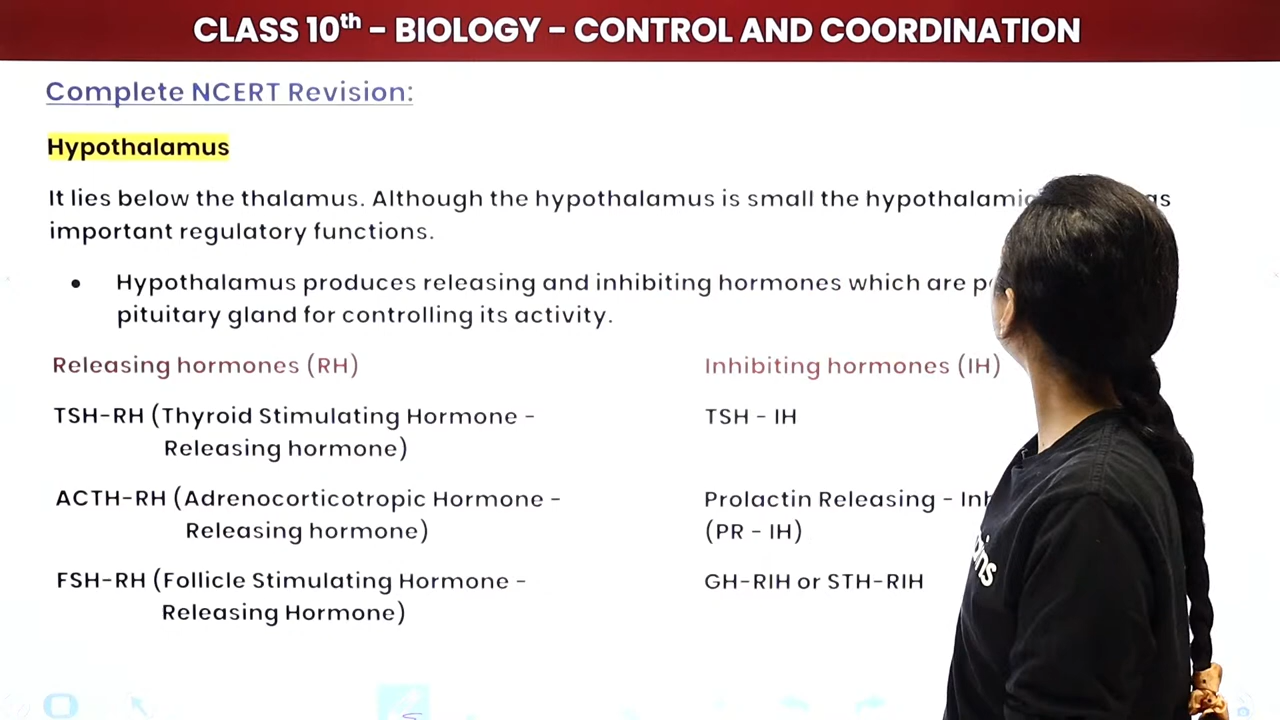 CLASS 10th - BIOLOGY - CONTROL AND COORDINATION
Complete NCERT Revision:
Hypothalamus
It lies below the thalamus. Although the hypothalamus is small the
important regulatory functions.
• Hypothalamus produces releasing and inhibiting hormones which are
pituitary gland for controlling its activity.
Releasing hormones (RH)
Inhibiting hormones (IH)
TSH-RH (Thyroid Stimulating Hormone -
Releasing hormone)
TSH - IH
ACTH-RH (Adrenocorticotropic Hormone -
Releasing hormone)
Prolactin Releasing -
(PR - IH)
FSH-RH (Follicle Stimulating Hormone -
Releasing Hormone)
GH-RIH or STH-RIH